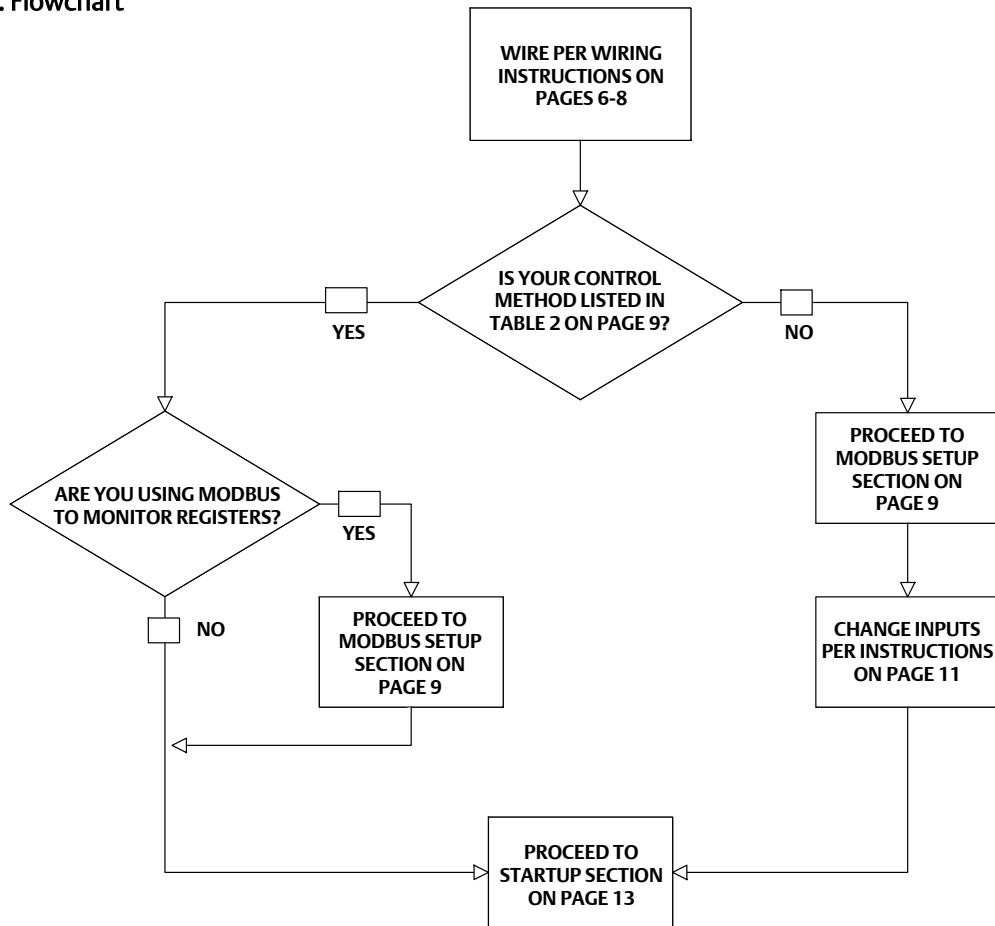 . Flowchart
WIRE PER WIRING
INSTRUCTIONS ON
PAGES 6-8
IS YOUR CONTROL
METHOD LISTED IN
TABLE 2 ON PAGE 9?
YES
NO
ARE YOU USING MODBUS
TO MONITOR REGISTERS?
YES
NO
PROCEED TO
MODBUS SETUP
SECTION ON
PAGE 9
PROCEED TO
MODBUS SETUP
SECTION ON
PAGE 9
CHANGE INPUTS
PER INSTRUCTIONS
ON PAGE 11
PROCEED TO
STARTUP SECTION
ON PAGE 13